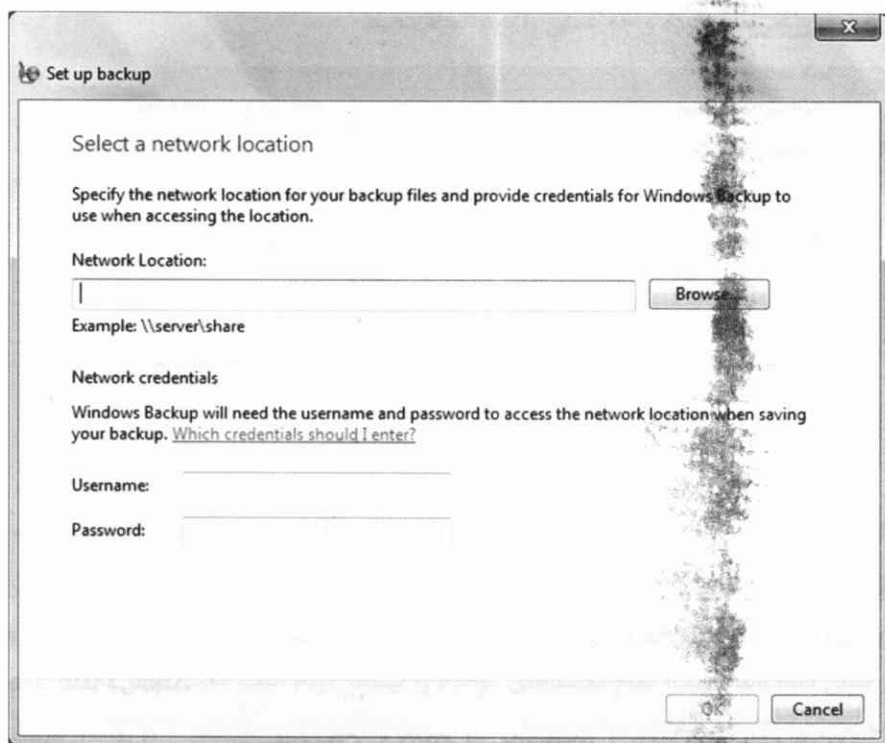 Set up backup
Select a network location
Specify the network location for your backup files and provide credentials for Windows Backup to
use when accessing the location.
Network Location:
Browse...
Example: \\server\share
Network credentials
Windows Backup will need the username and password to access the network location when saving
your backup. Which credentials should I enter?
Username:
Password:
OK
Cancel